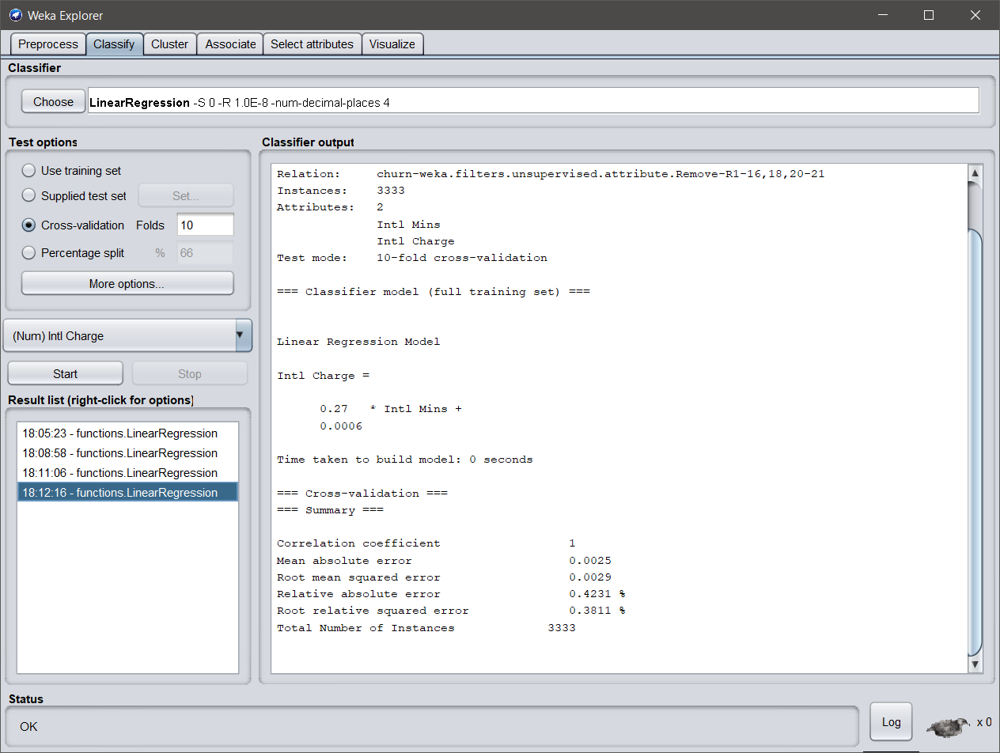 Weka Explorer
Preprocess Classify Cluster Associate Select attributes Visualize
Classifier
Choose LinearRegression -S 0 -R 1.0E-8 -num-decimal-places 4
Test options
Use training set
Supplied test set Set...
Cross-validation Folds 10
Percentage split % 66
More options...
(Num) Intl Charge
Start Stop
Result list (right-click for options)
18:05:23 - functions.LinearRegression
18:08:58 - functions.LinearRegression
18:11:06 - functions.LinearRegression
18:12:16 - functions.LinearRegression
Classifier output
Relation: churn-weka.filters.unsupervised.attribute.Remove-R1-16,18,20-21
Instances: 3333
Attributes: 2
Intl Mins
Intl Charge
Test mode: 10-fold cross-validation
=== Classifier model (full training set) ===
Linear Regression Model
Intl Charge =
0.27 * Intl Mins +
0.0006
Time taken to build model: 0 seconds
=== Cross-validation ===
=== Summary ===
Correlation coefficient 1
Mean absolute error 0.0025
Root mean squared error 0.0029
Relative absolute error 0.4231 %
Root relative squared error 0.3811 %
Total Number of Instances 3333
Status
OK
Log x 0